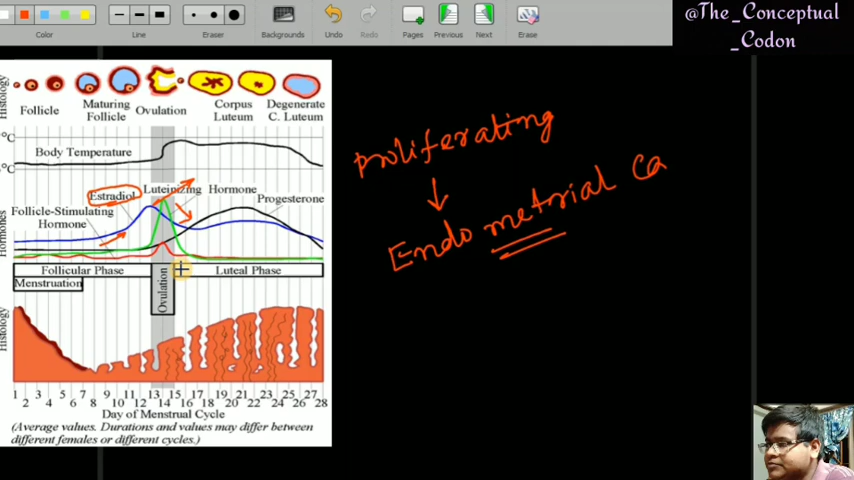 Color
Line
Eraser
Backgrounds
Undo
Redo
Pages
Previous
Next
Erase
@The_Conceptual
_Codon
Histology
Follicle
Maturing
Follicle
Ovulation
Corpus
Luteum
Degenerate
C. Luteum
°C
Body Temperature
°C
Hormones
Estradiol
Luteinizing Hormone
Follicle-Stimulating
Hormone
Progesterone
Follicular Phase
Ovulation
Luteal Phase
Menstruation
Histology
1 2 3 4 5 6 7 8 9 10 11 12 13 14 15 16 17 18 19 20 21 22 23 24 25 26 27 28
Day of Menstrual Cycle
(Average values. Durations and values may differ between
different females or different cycles.)
Proliferating
Endo metrial Ca